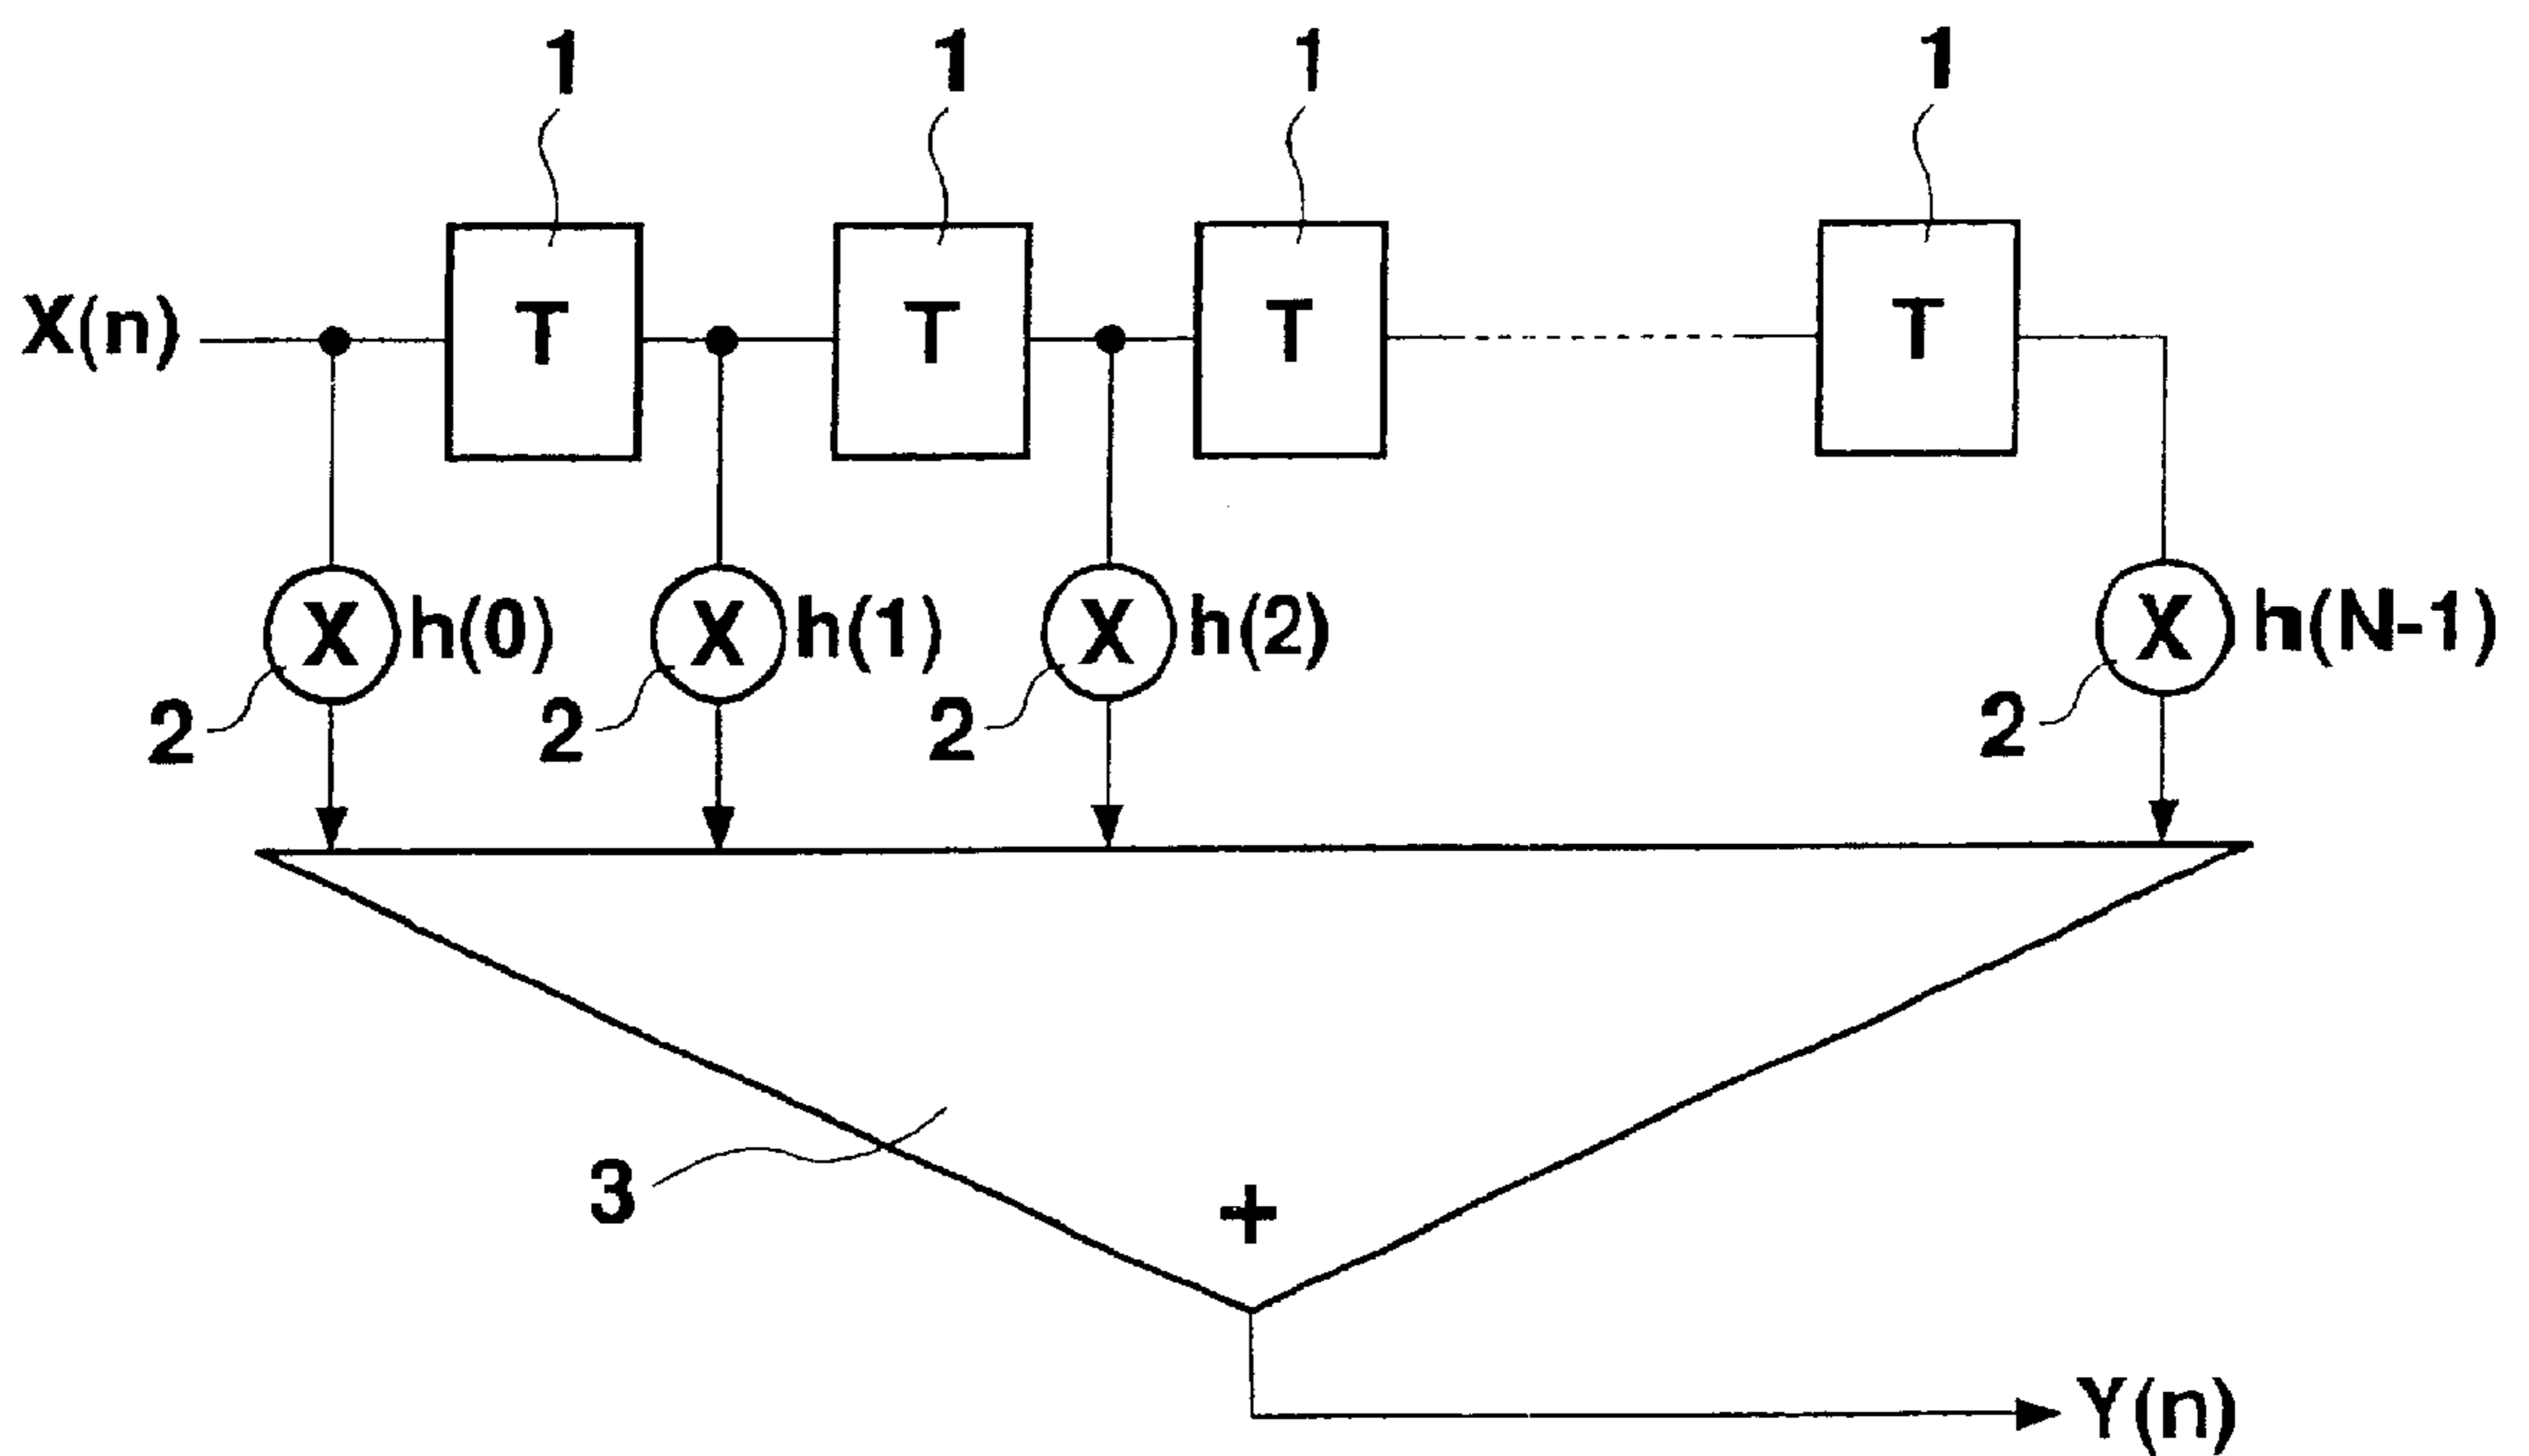 1 1 1 1
X(n) T T T T
X h(0) X h(1) X h(2) X h(N-1)
2 2 2 2
3
+
Y(n)